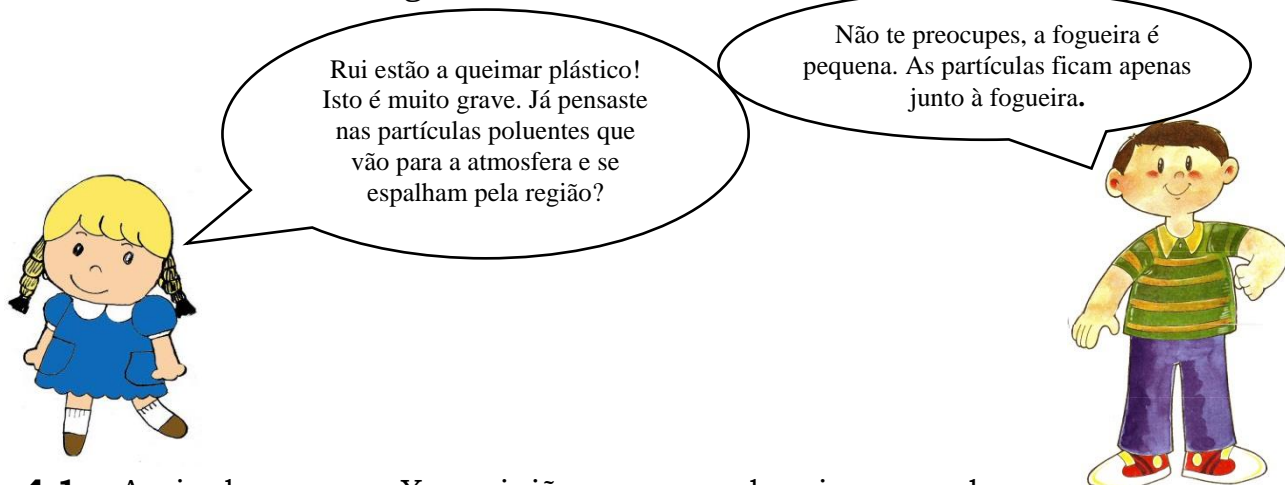 Rui estão a queimar plástico!
Isto é muito grave. Já pensaste
nas partículas poluentes que
vão para a atmosfera e se
espalham pela região?
Não te preocupes, a fogueira é
pequena. As partículas ficam apenas
junto à fogueira.